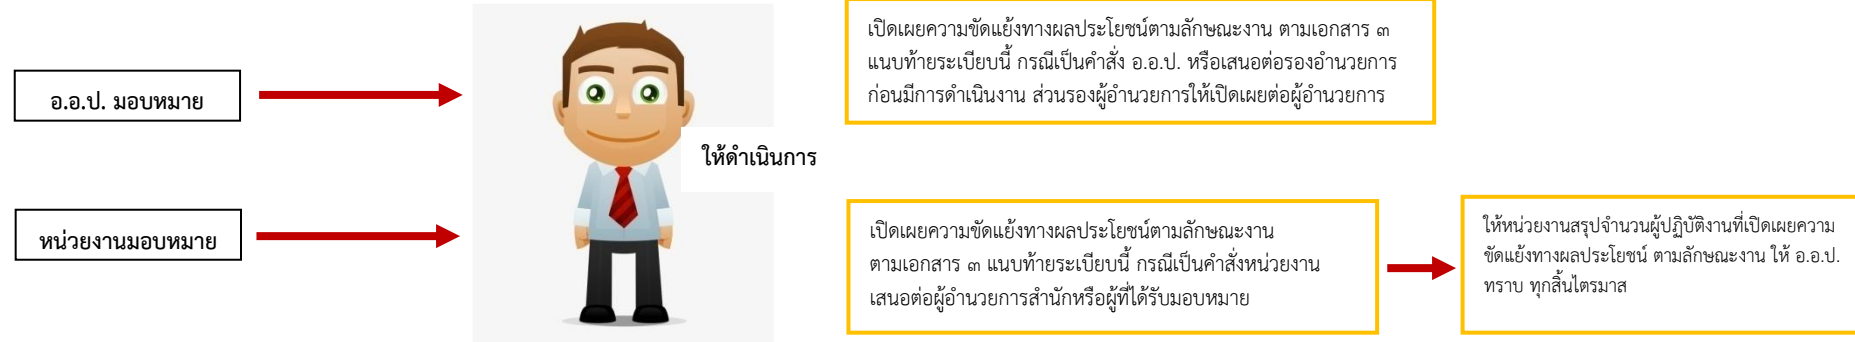 เปิดเผยความขัดแย้งทางผลประโยชน์ตามลักษณะงาน ตามเอกสาร ๓
แนบท้ายระเบียบนี้ กรณีเป็นคำสั่ง อ.อ.ป. หรือเสนอต่อรองอำนวยการ
ก่อนมีการดำเนินงาน ส่วนรองผู้อำนวยการให้เปิดเผยต่อผู้อำนวยการ
อ.อ.ป. มอบหมาย
ให้ดำเนินการ
หน่วยงานมอบหมาย
เปิดเผยความขัดแย้งทางผลประโยชน์ตามลักษณะงาน
ตามเอกสาร ๓ แนบท้ายระเบียบนี้ กรณีเป็นคำสั่งหน่วยงาน
เสนอต่อผู้อำนวยการสำนักหรือผู้ที่ได้รับมอบหมาย
ให้หน่วยงานสรุปจำนวนผู้ปฏิบัติงานที่เปิดเผยความ
ขัดแย้งทางผลประโยชน์ ตามลักษณะงาน ให้ อ.อ.ป.
ทราบ ทุกสิ้นไตรมาส